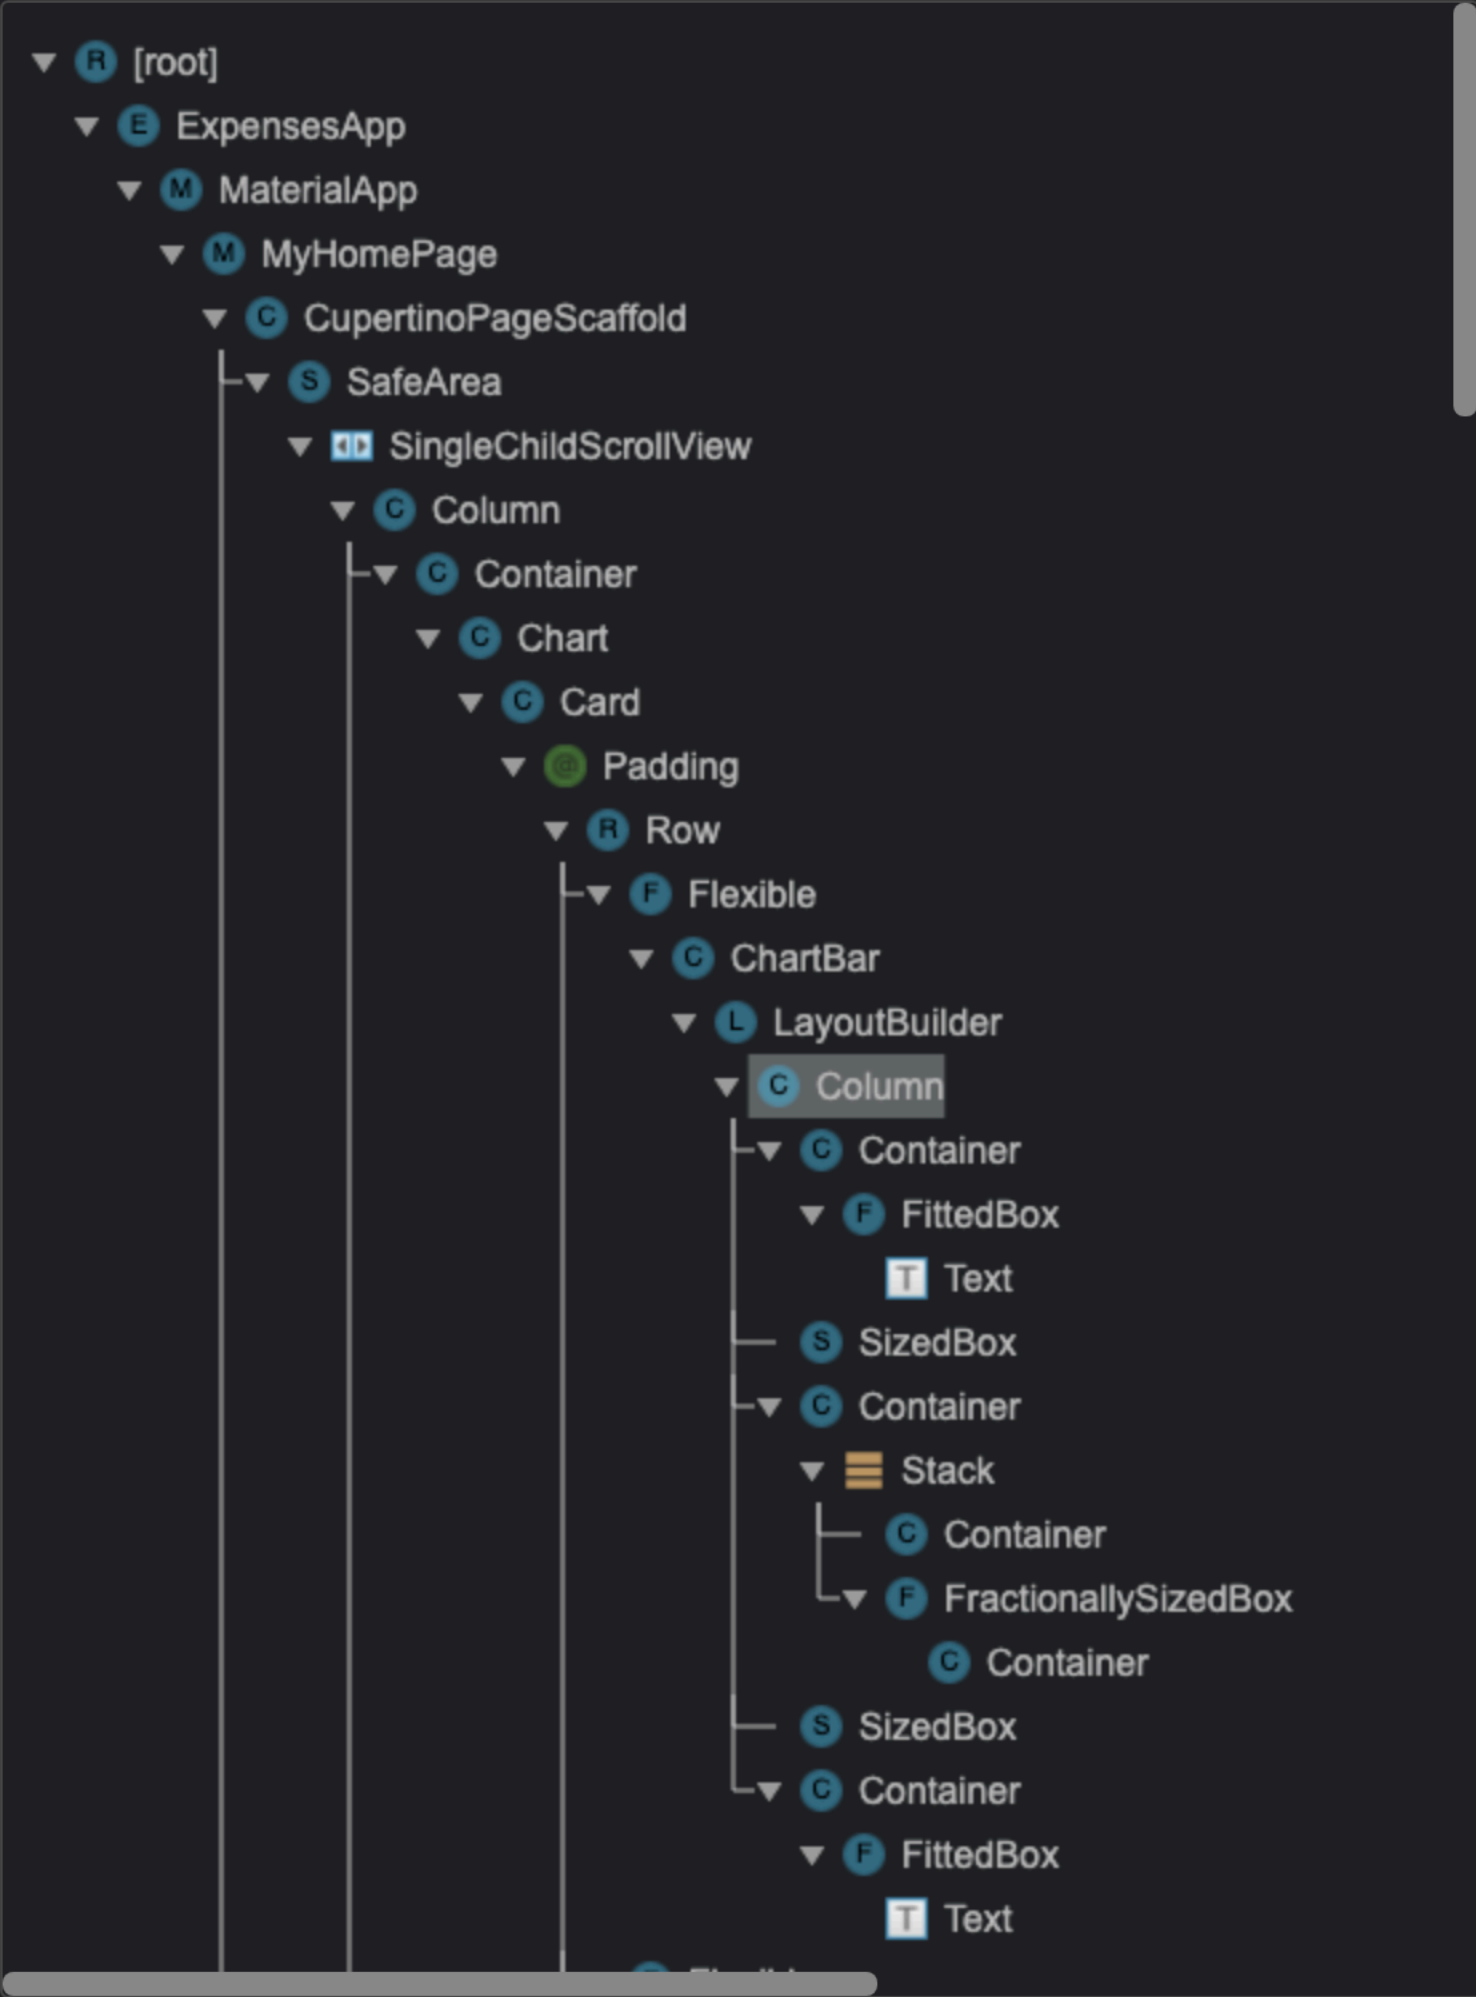 R [root]
E ExpensesApp
M MaterialApp
M MyHomePage
C CupertinoPageScaffold
S SafeArea
SingleChildScrollView
C Column
C Container
C Chart
C Card
@ Padding
R Row
F Flexible
C ChartBar
L LayoutBuilder
C Column
C Container
F FittedBox
T Text
S SizedBox
C Container
Stack
C Container
F FractionallySizedBox
C Container
S SizedBox
C Container
F FittedBox
T Text